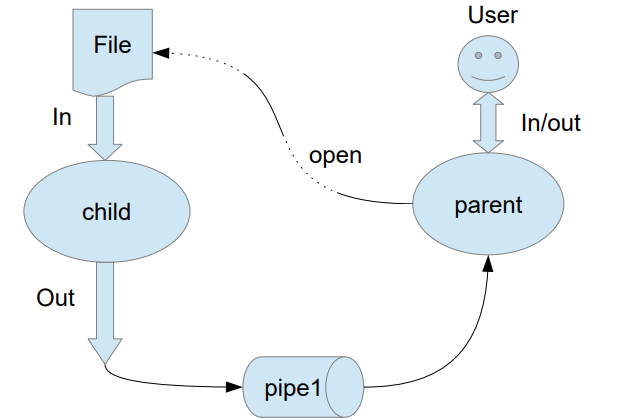 User
File
In
In/out
open
child
parent
Out
pipe1